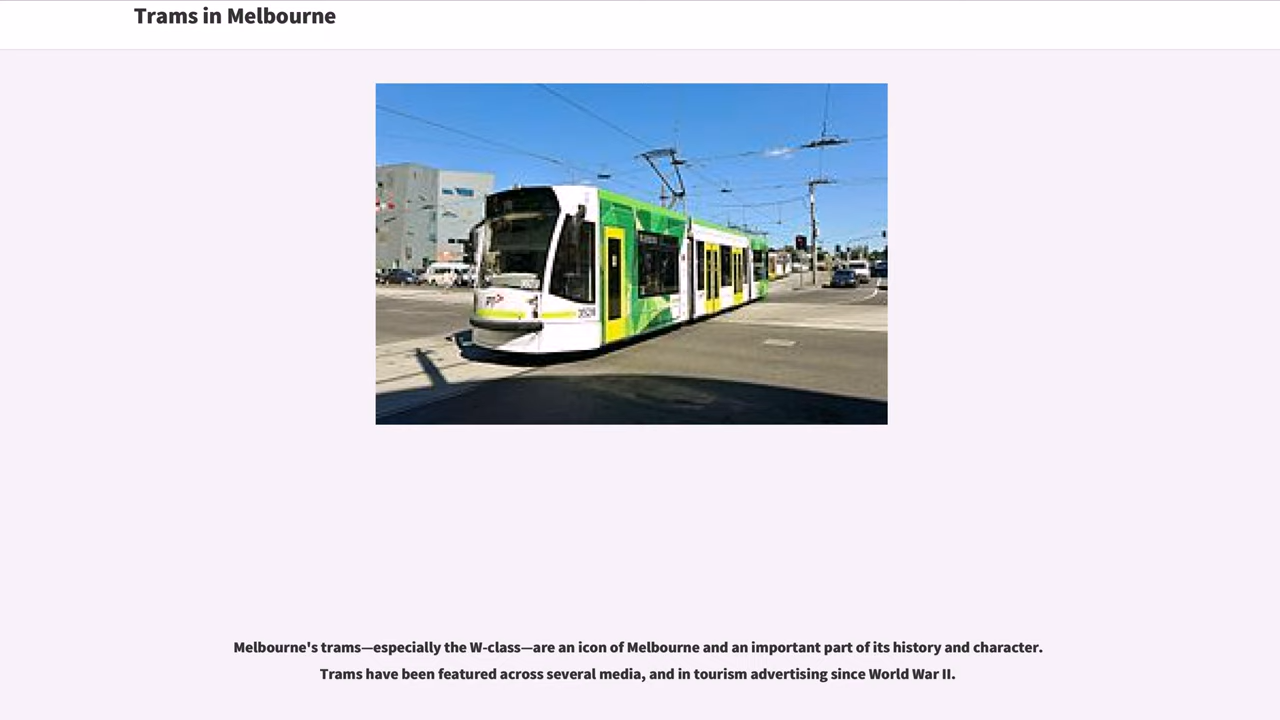 Trams in Melbourne
Melbourne's trams—especially the W-class—are an icon of Melbourne and an important part of its history and character.
Trams have been featured across several media, and in tourism advertising since World War II.